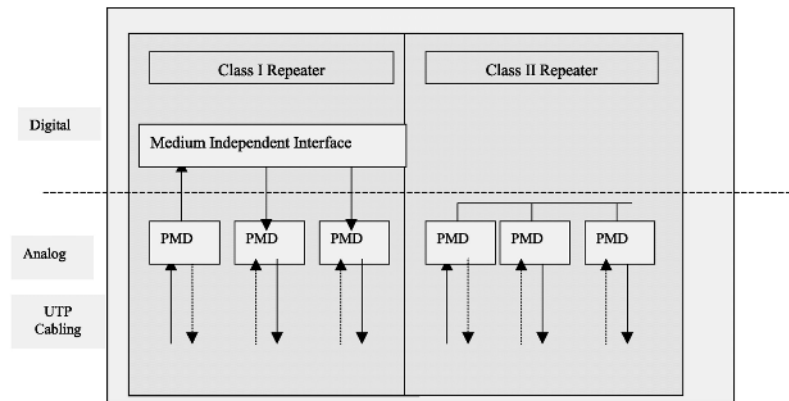 Class I Repeater
Class II Repeater
Digital
Medium Independent Interface
PMD
PMD
PMD
PMD
PMD
PMD
Analog
UTP
Cabling